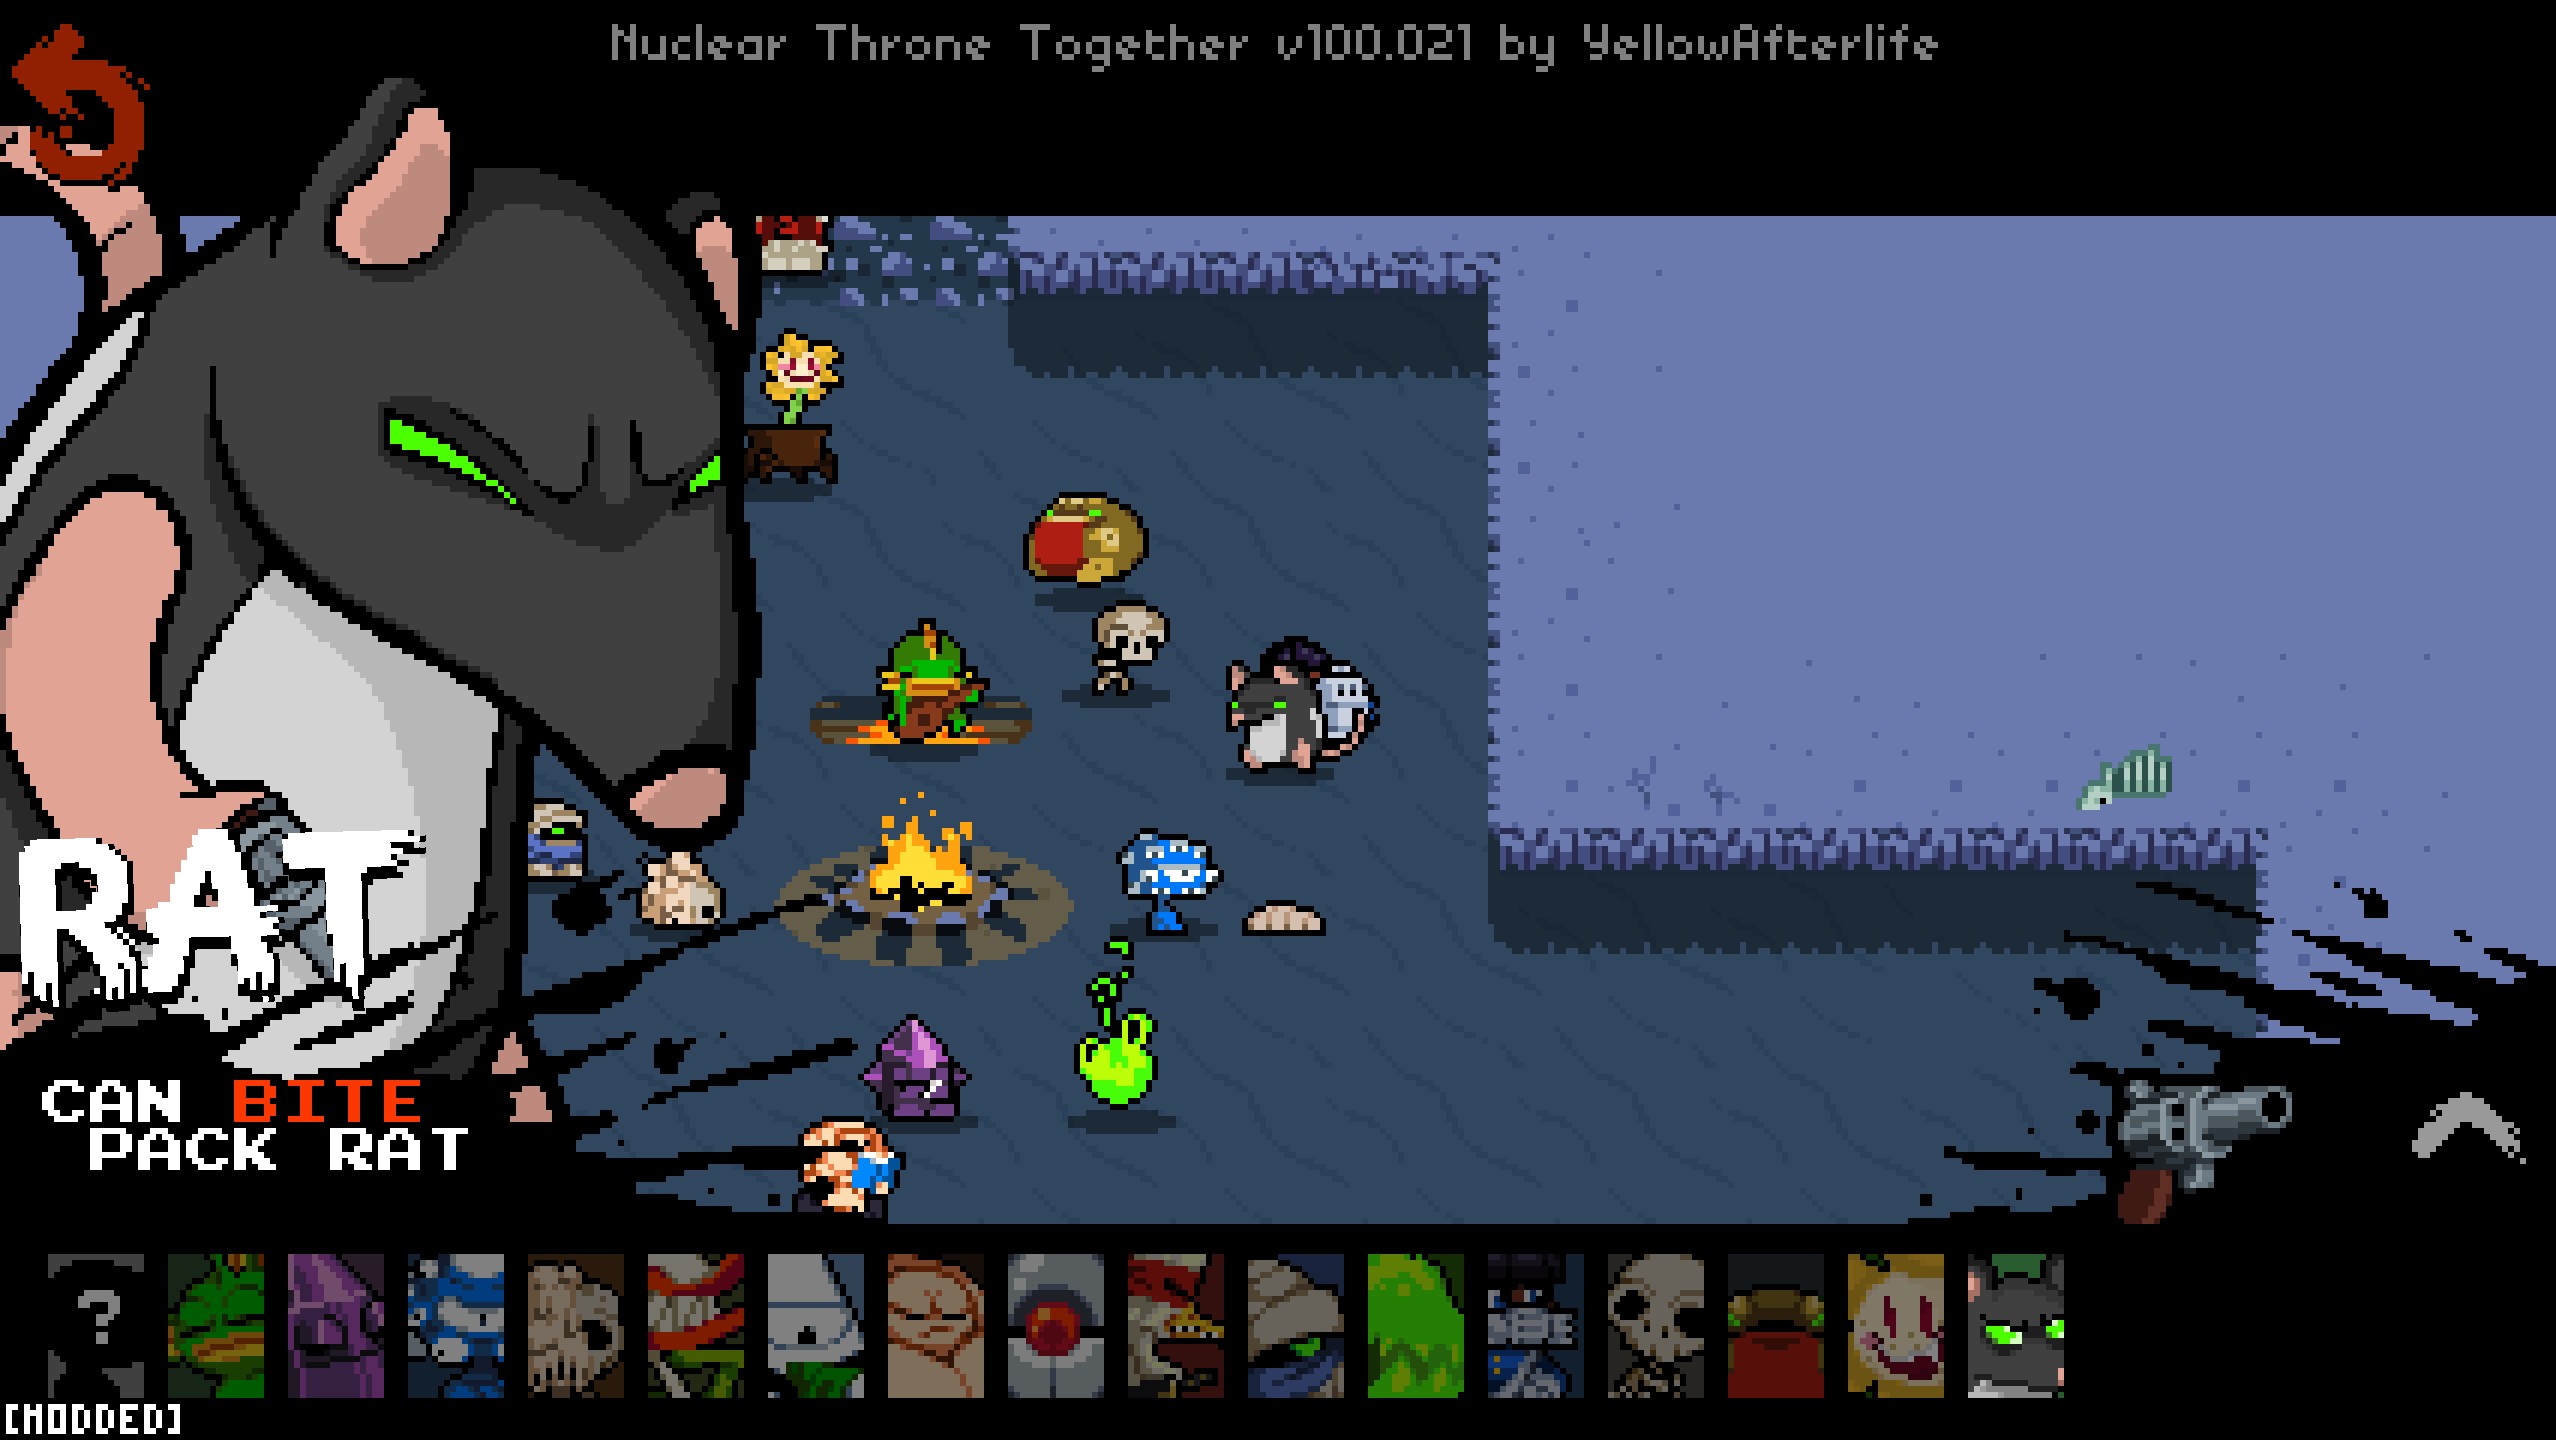 Nuclear Throne Together v100.021 by YellowAfterlife
RAT
CAN BITE
PACK RAT
?
[MODDED]